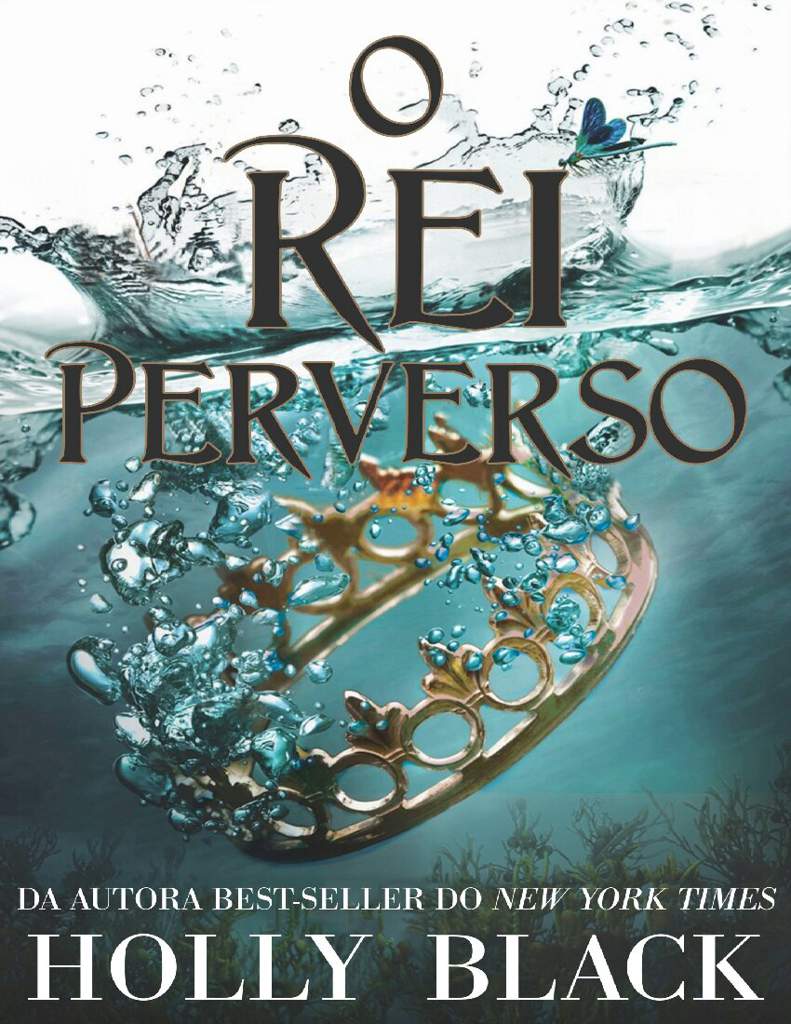 O
REI
PERVERSO
DA AUTORA BEST-SELLER DO NEW YORK TIMES
HOLLY BLACK